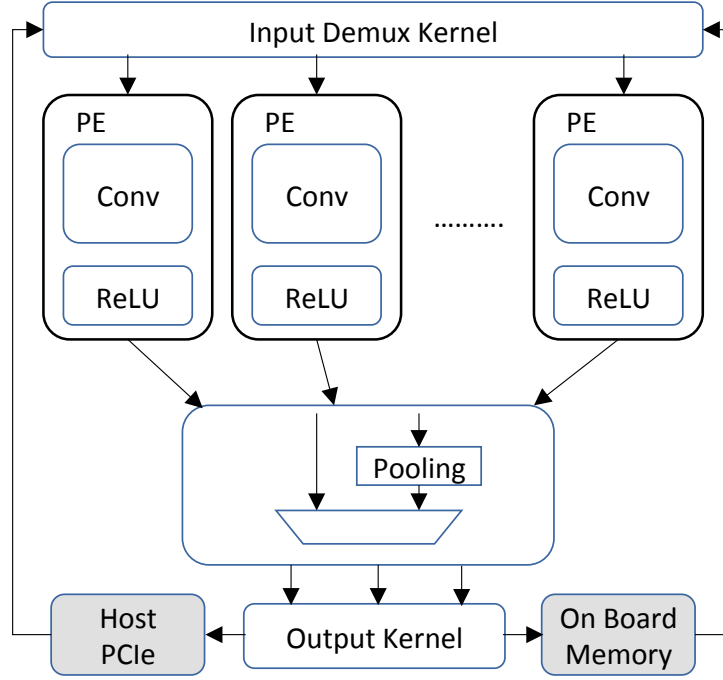 Input Demux Kernel
PE
Conv
ReLU
PE
Conv
ReLU
..........
PE
Conv
ReLU
Pooling
Host
PCIe
Output Kernel
On Board
Memory